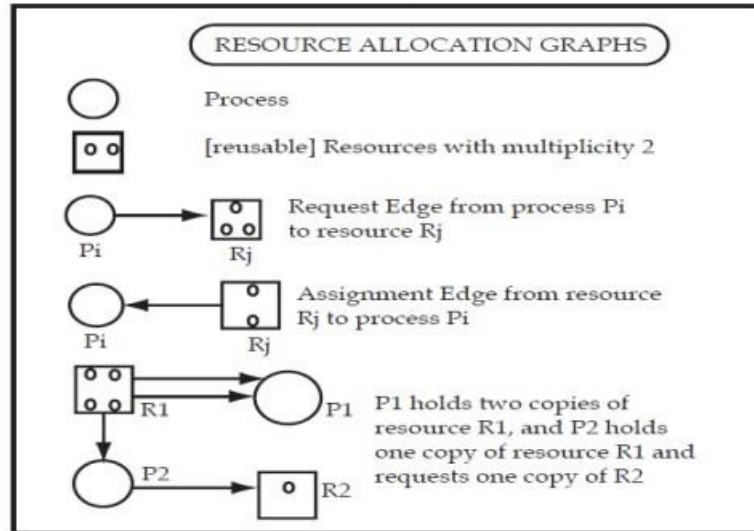 RESOURCE ALLOCATION GRAPHS
Process
[reusable] Resources with multiplicity 2
Request Edge from process Pi
to resource Rj
Pi
Rj
Assignment Edge from resource
Rj to process Pi
Pi
Rj
R1
P1
P1 holds two copies of
resource R1, and P2 holds
one copy of resource R1 and
requests one copy of R2
P2
R2